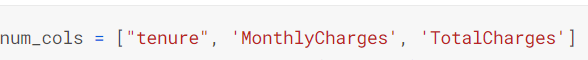 num_cols = ["tenure", 'MonthlyCharges', 'TotalCharges']